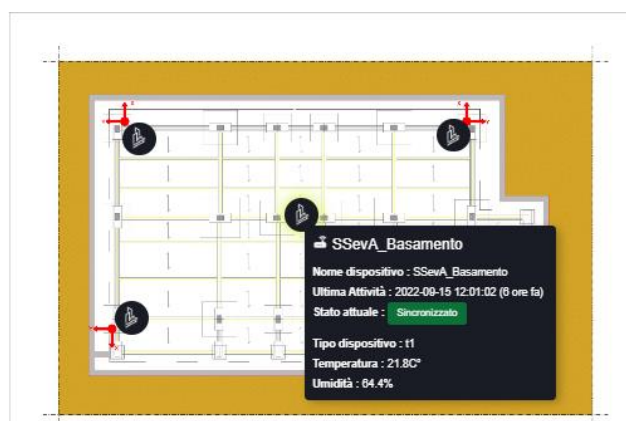 SSevA_Basamento
Nome dispositivo : SSevA_Basamento
Ultima Attività : 2022-09-15 12:01:02 (6 ore fa)
Stato attuale : Sincronizzato
Tipo dispositivo : t1
Temperatura : 21.8C°
Umidità : 64.4%